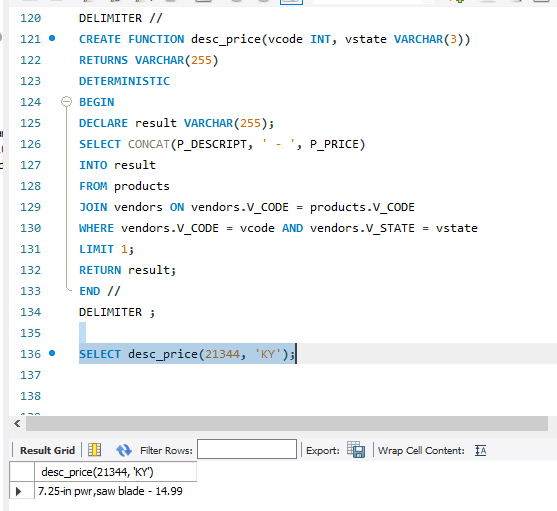 120 DELIMITER //
121 CREATE FUNCTION desc_price(vcode INT, vstate VARCHAR(3))
122 RETURNS VARCHAR(255)
123 DETERMINISTIC
124 BEGIN
125 DECLARE result VARCHAR(255);
126 SELECT CONCAT(P_DESCRIPT, ' - ', P_PRICE)
127 INTO result
128 FROM products
129 JOIN vendors ON vendors.V_CODE = products.V_CODE
130 WHERE vendors.V_CODE = vcode AND vendors.V_STATE = vstate
131 LIMIT 1;
132 RETURN result;
133 END //
134 DELIMITER ;
135
136 SELECT desc_price(21344, 'KY');
137
138
Result Grid Filter Rows: Export: Wrap Cell Content:
desc_price(21344, 'KY')
7.25-in pwr,saw blade - 14.99